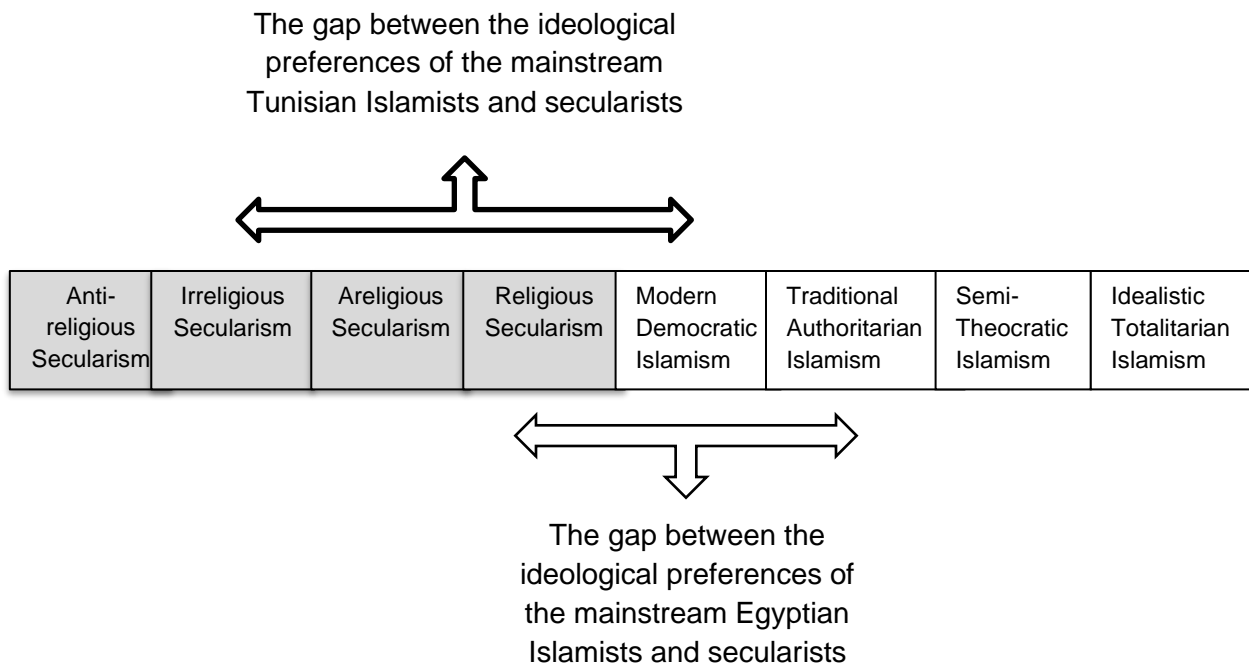 The gap between the ideological
preferences of the mainstream
Tunisian Islamists and secularists
Anti-
religious
Secularism
Irreligious
Secularism
Areligious
Secularism
Religious
Secularism
Modern
Democratic
Islamism
Traditional
Authoritarian
Islamism
Semi-
Theocratic
Islamism
Idealistic
Totalitarian
Islamism
The gap between the
ideological preferences of
the mainstream Egyptian
Islamists and secularists